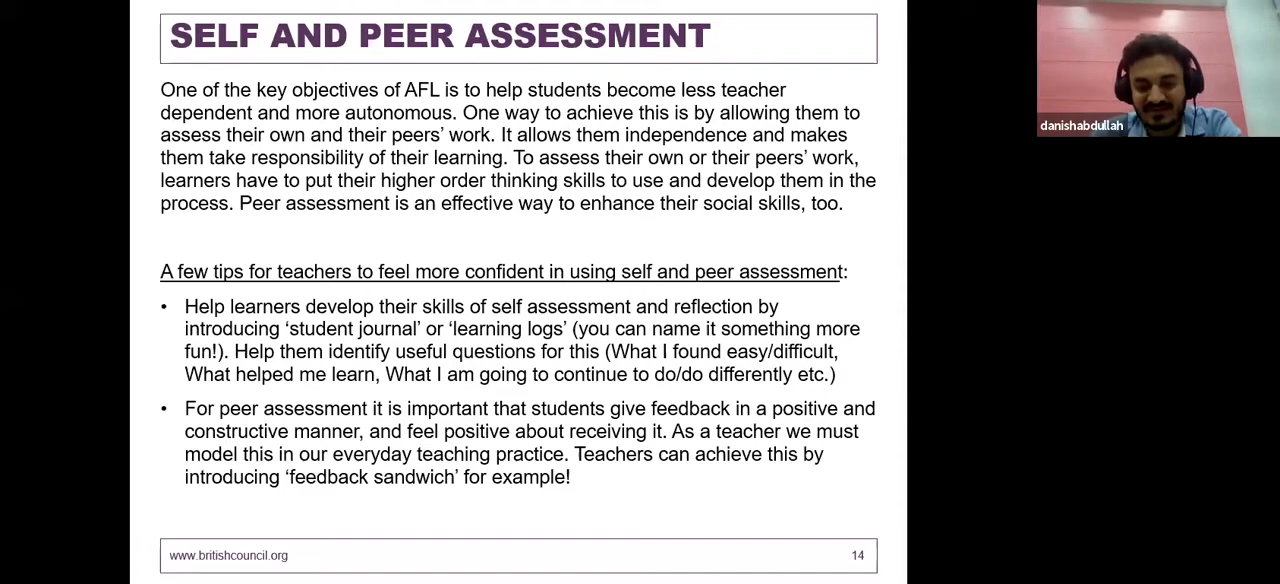 SELF AND PEER ASSESSMENT
One of the key objectives of AFL is to help students become less teacher
dependent and more autonomous. One way to achieve this is by allowing them to
assess their own and their peers’ work. It allows them independence and makes
them take responsibility of their learning. To assess their own or their peers’ work,
learners have to put their higher order thinking skills to use and develop them in the
process. Peer assessment is an effective way to enhance their social skills, too.
A few tips for teachers to feel more confident in using self and peer assessment:
• Help learners develop their skills of self assessment and reflection by
introducing ‘student journal’ or ‘learning logs’ (you can name it something more
fun!). Help them identify useful questions for this (What I found easy/difficult,
What helped me learn, What I am going to continue to do/do differently etc.)
• For peer assessment it is important that students give feedback in a positive and
constructive manner, and feel positive about receiving it. As a teacher we must
model this in our everyday teaching practice. Teachers can achieve this by
introducing ‘feedback sandwich’ for example!
www.britishcouncil.org 14
danishabdullah